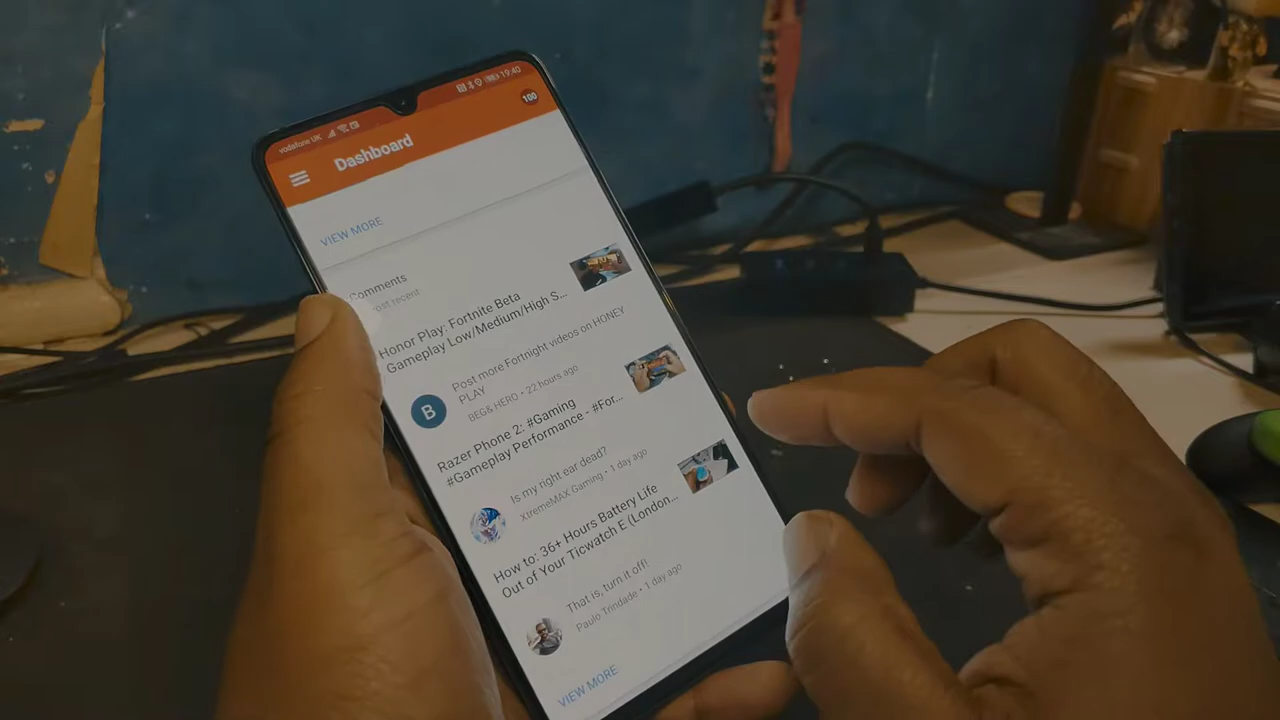 vodafone UK
19:40
Dashboard
100
VIEW MORE
Comments
ost recent
Honor Play: Fortnite Beta
Gameplay Low/Medium/High S...
Post more Fortnight videos on HONEY
PLAY
BEG& HERO • 22 hours ago
B
Razer Phone 2: #Gaming
#Gameplay Performance - #For...
Is my right ear dead?
XtremeMAX Gaming • 1 day ago
How to: 36+ Hours Battery Life
Out of Your Ticwatch E (London...
That is, turn it off!
Paulo Trindade • 1 day ago
VIEW MORE